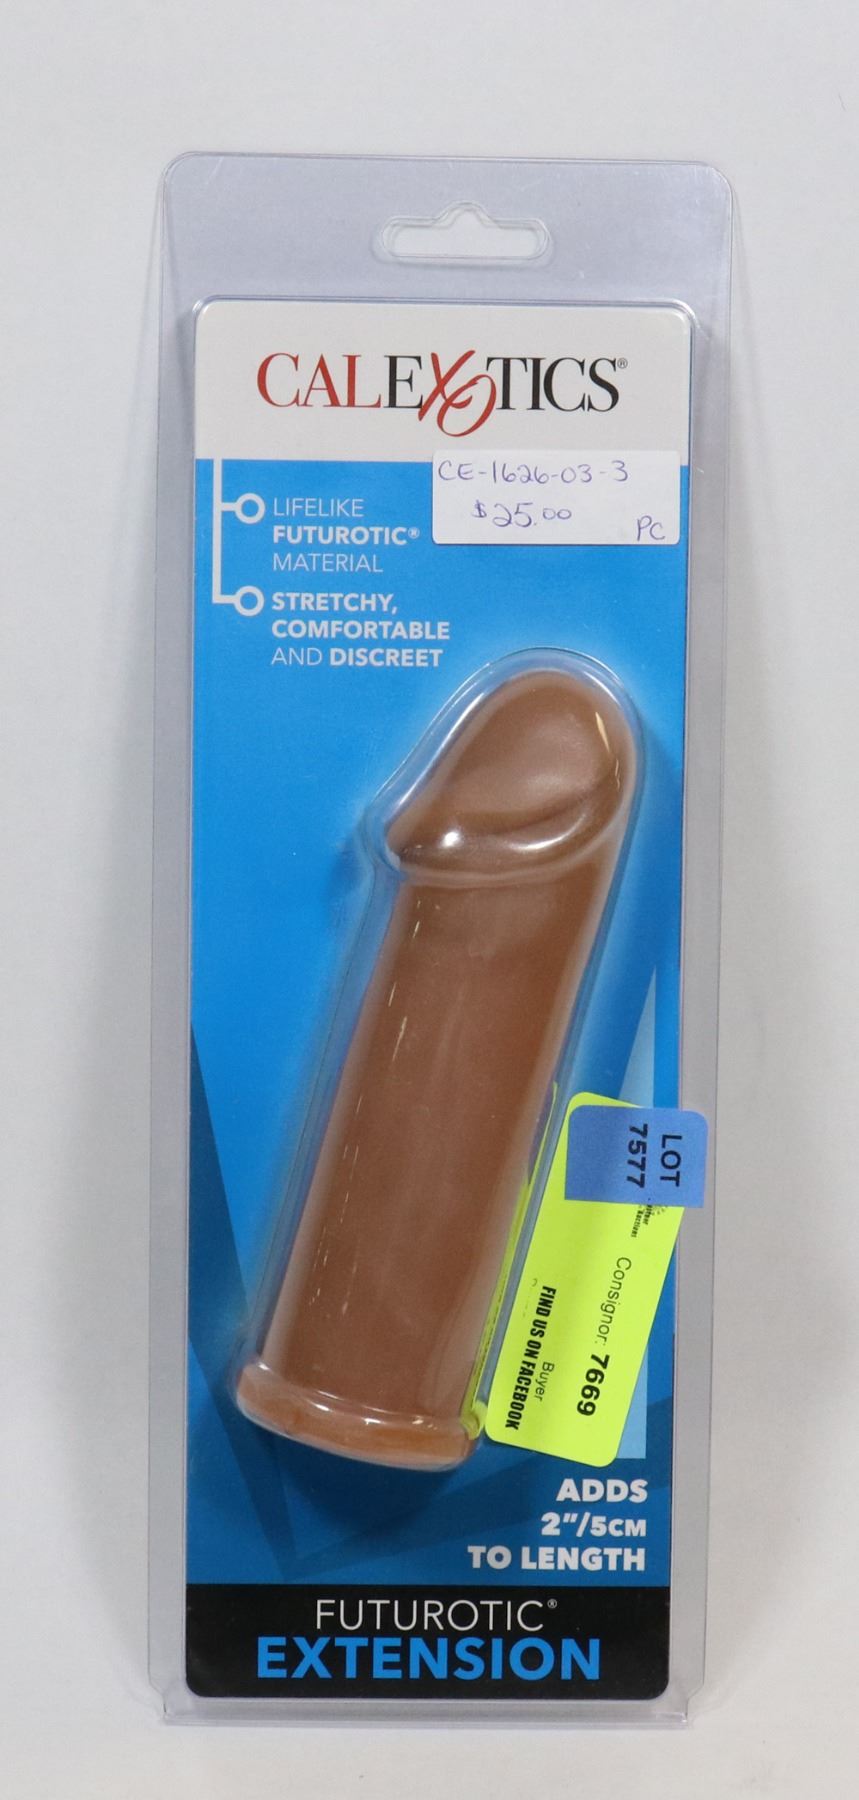 CALEXOTICS®
CE-1626-03-3
$25.00
PC
LIFELIKE
FUTUROTIC®
MATERIAL
STRETCHY,
COMFORTABLE
AND DISCREET
LOT
7577
Consignor: 7669
Buyer
FIND US ON FACEBOOK
ADDS
2"/5CM
TO LENGTH
FUTUROTIC®
EXTENSION